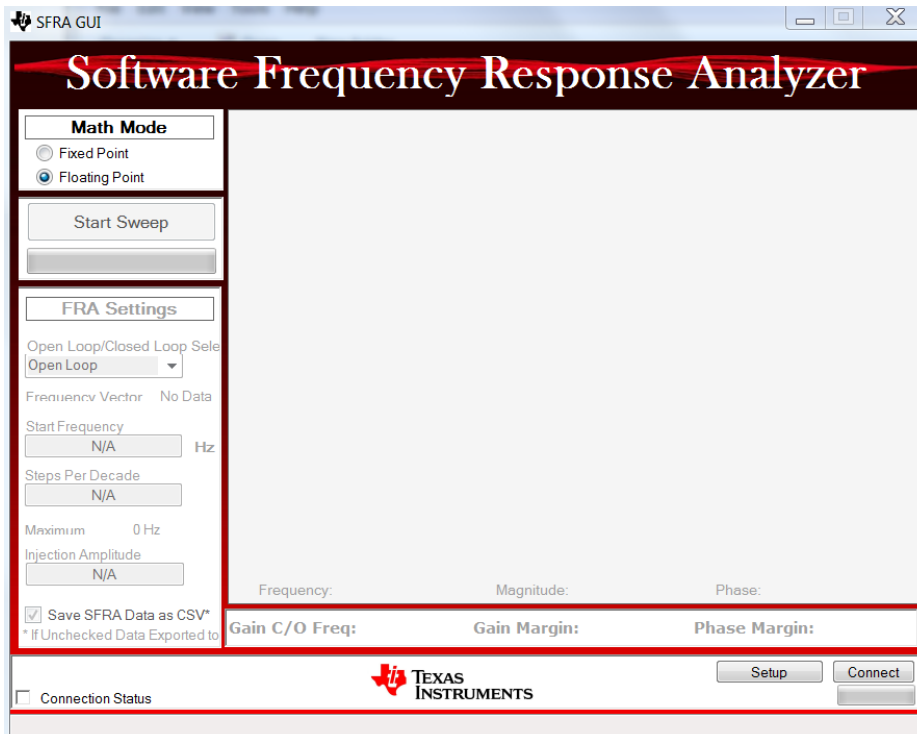 SFRA GUI
Software Frequency Response Analyzer
Math Mode
Fixed Point
Floating Point
Start Sweep
FRA Settings
Open Loop/Closed Loop Sele
Open Loop
Frequency Vector No Data
Start Frequency
N/A Hz
Steps Per Decade
N/A
Maximum 0 Hz
Injection Amplitude
N/A
Save SFRA Data as CSV*
* If Unchecked Data Exported to
Frequency: Magnitude: Phase:
Gain C/O Freq: Gain Margin: Phase Margin:
Connection Status
TEXAS
INSTRUMENTS
Setup Connect